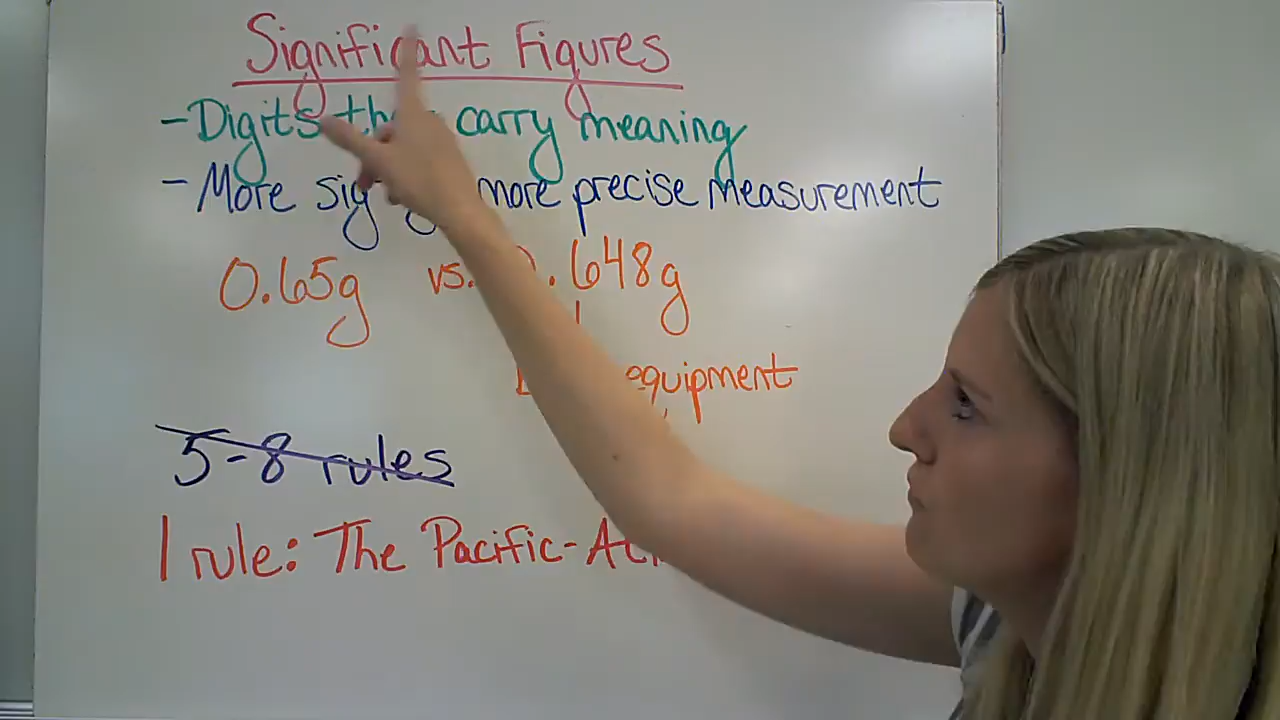 Significant Figures
- Digits carry meaning
- More more precise measurement
0.65g vs. .648g
equipment
5-8 rules
1 rule: The Pacific-